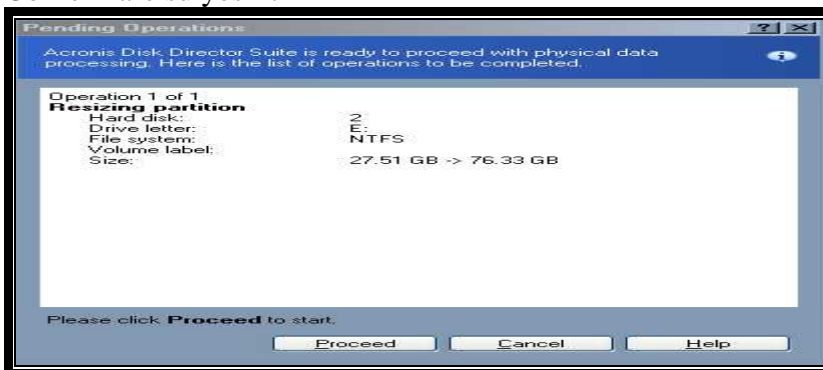 Pending Operations
Acronis Disk Director Suite is ready to proceed with physical data
processing. Here is the list of operations to be completed.
Operation 1 of 1
Resizing partition
Hard disk: 2
Drive letter: E:
File system: NTFS
Volume label:
Size: 27.51 GB -> 76.33 GB
Please click Proceed to start.
Proceed Cancel Help